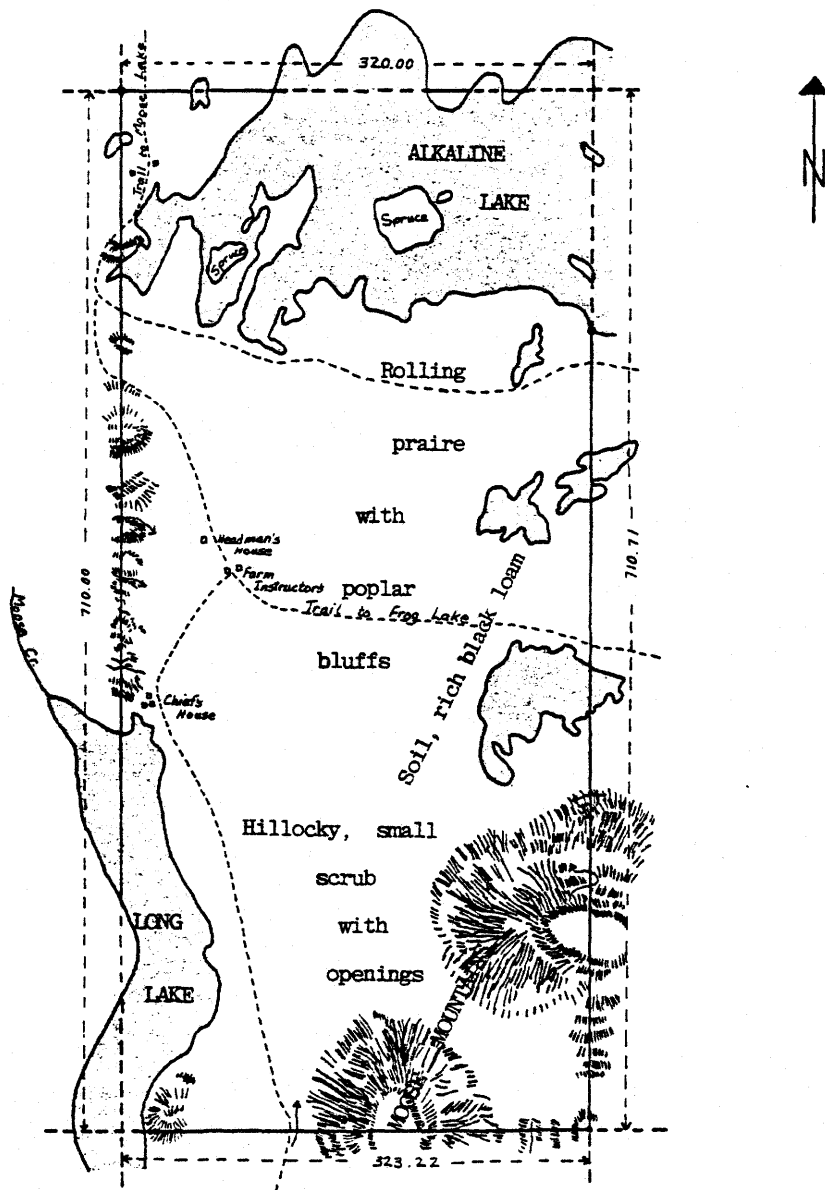 320.00
Trail to Moose Lake
N
ALKALINE
LAKE
Spruce
Spruce
Rolling
praire
with
Headman's
House
Farm
Instructors
poplar
Trail to Frog Lake
bluffs
Soil, rich black loam
710.00
710.71
Moose Cr.
Chief's
House
Hillocky, small
scrub
with
openings
LONG
LAKE
MOOSE MOUNTAIN
323.22